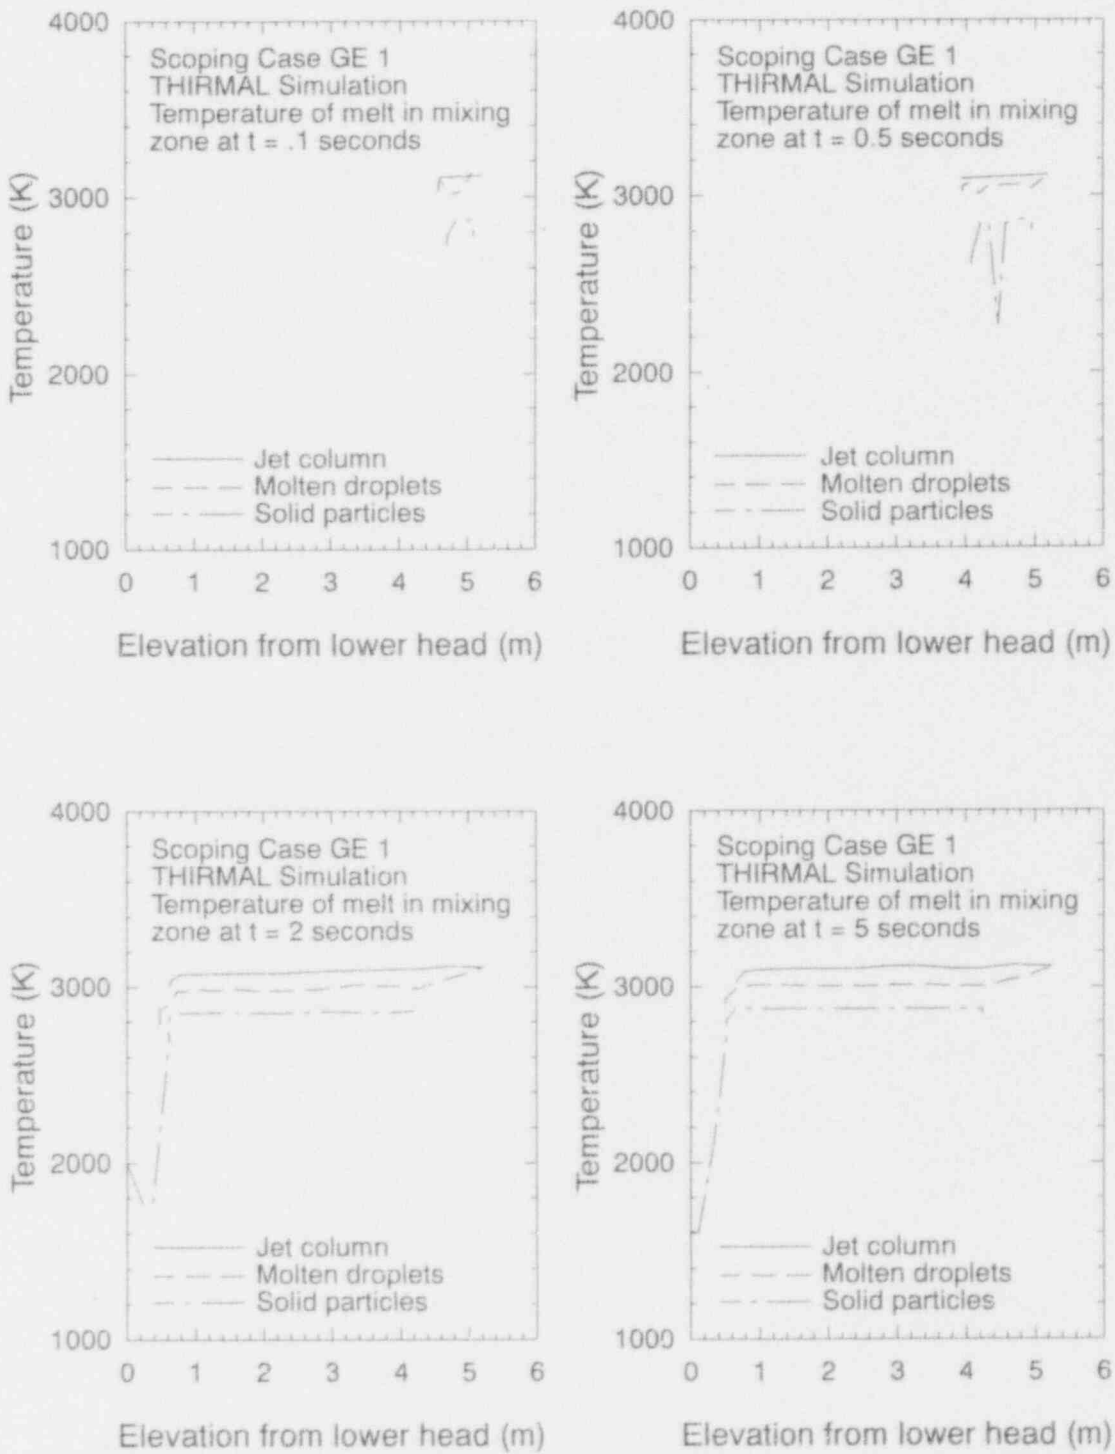 4000
3000
2000
1000
Temperature (K)
Scoping Case GE 1
THIRMAL Simulation
Temperature of melt in mixing
zone at t = .1 seconds
Jet column
Molten droplets
Solid particles
0 1 2 3 4 5 6
Elevation from lower head (m)
4000
3000
2000
1000
Temperature (K)
Scoping Case GE 1
THIRMAL Simulation
Temperature of melt in mixing
zone at t = 0.5 seconds
Jet column
Molten droplets
Solid particles
0 1 2 3 4 5 6
Elevation from lower head (m)
4000
3000
2000
1000
Temperature (K)
Scoping Case GE 1
THIRMAL Simulation
Temperature of melt in mixing
zone at t = 2 seconds
Jet column
Molten droplets
Solid particles
0 1 2 3 4 5 6
Elevation from lower head (m)
4000
3000
2000
1000
Temperature (K)
Scoping Case GE 1
THIRMAL Simulation
Temperature of melt in mixing
zone at t = 5 seconds
Jet column
Molten droplets
Solid particles
0 1 2 3 4 5 6
Elevation from lower head (m)